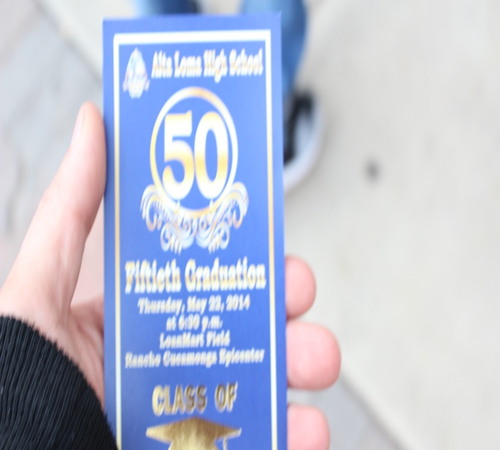 Alta Loma High School
50
Fiftieth Graduation
Thursday, May 22, 2014
at 6:30 p.m.
LoanMart Field
Rancho Cucamonga Epicenter
CLASS OF